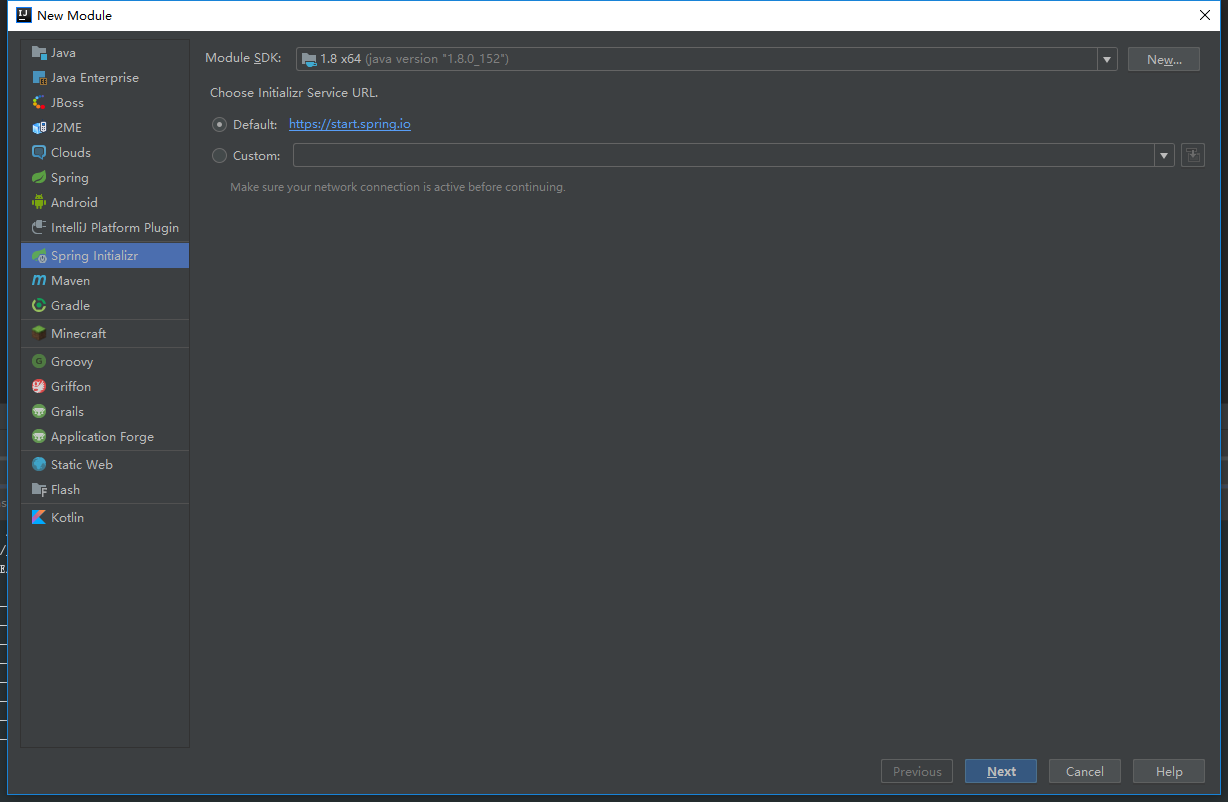 New Module
Java
Java Enterprise
JBoss
J2ME
Clouds
Spring
Android
IntelliJ Platform Plugin
Spring Initializr
Maven
Gradle
Minecraft
Groovy
Griffon
Grails
Application Forge
Static Web
Flash
Kotlin
Module SDK: 1.8 x64 (java version "1.8.0_152") New...
Choose Initializr Service URL.
Default: https://start.spring.io
Custom:
Make sure your network connection is active before continuing.
Previous Next Cancel Help